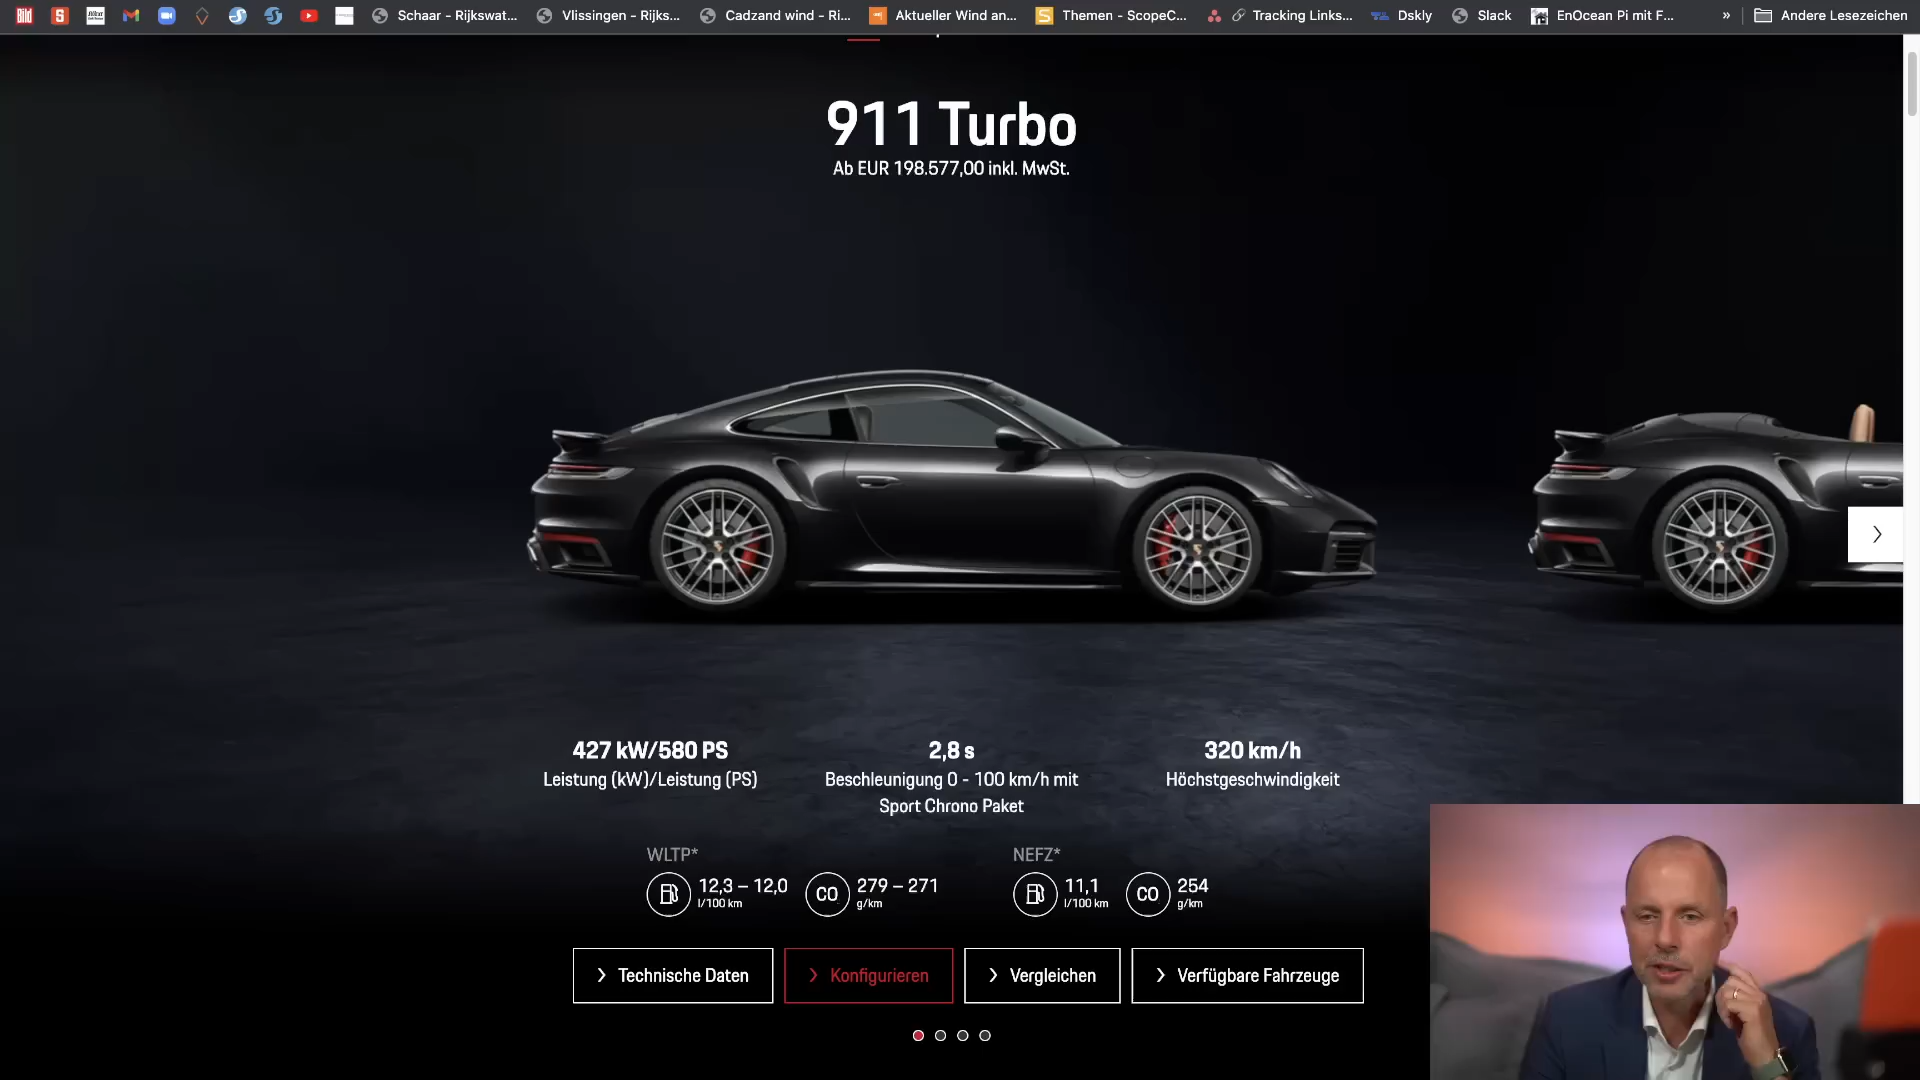 Bild
S
Schaar - Rijkswat...
Vlissingen - Rijks...
Cadzand wind - Ri...
Aktueller Wind an...
S
Themen - ScopeC...
Tracking Links...
Dskly
Slack
EnOcean Pi mit F...
»
Andere Lesezeichen
911 Turbo
Ab EUR 198.577,00 inkl. MwSt.
427 kW/580 PS
Leistung (kW)/Leistung (PS)
2,8 s
Beschleunigung 0 - 100 km/h mit
Sport Chrono Paket
320 km/h
Höchstgeschwindigkeit
WLTP*
12,3 – 12,0
l/100 km
CO
279 – 271
g/km
NEFZ*
11,1
l/100 km
CO
254
g/km
Technische Daten
Konfigurieren
Vergleichen
Verfügbare Fahrzeuge